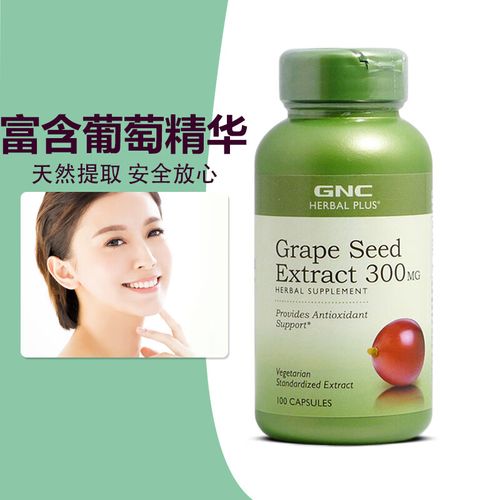 富含葡萄精华
天然提取 安全放心
GNC
HERBAL PLUS®
Grape Seed
Extract 300MG
HERBAL SUPPLEMENT
Provides Antioxidant
Support*
Vegetarian
Standardized Extract
100 CAPSULES